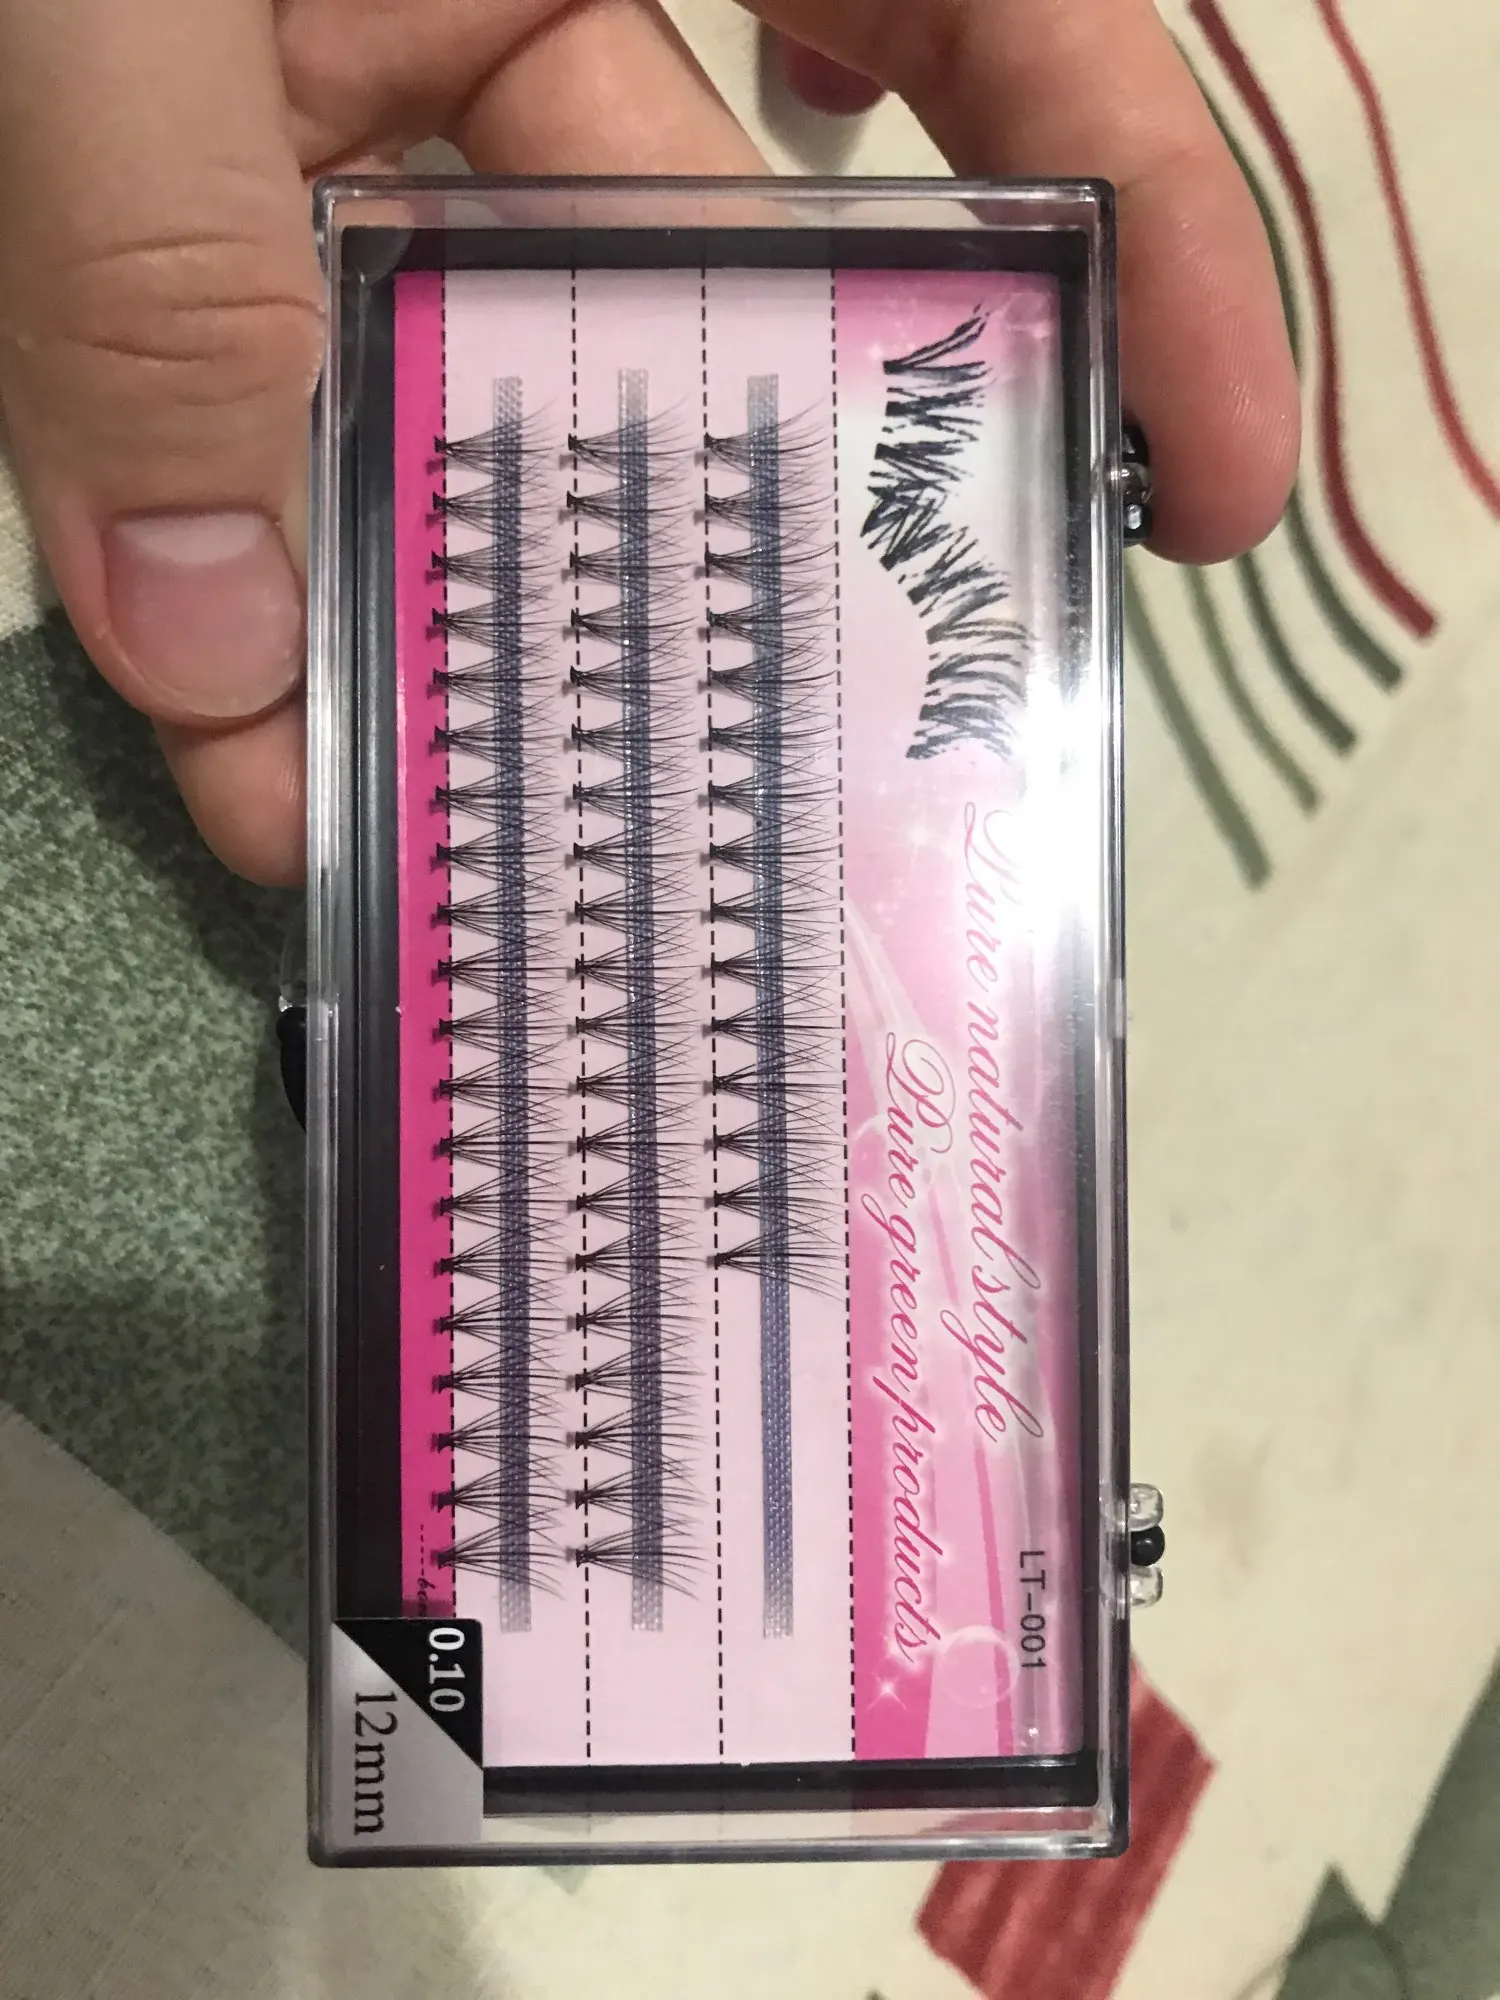 Pure natural style
Pure green products
LT-001
0.10
12mm